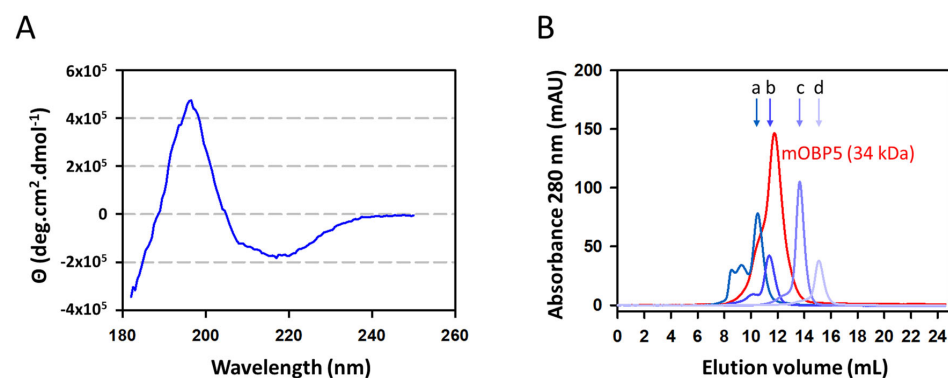 A
B
Θ (deg.cm².dmol⁻¹)
6x10⁵
4x10⁵
2x10⁵
0
-2x10⁵
-4x10⁵
180 200 220 240 260
Wavelength (nm)
Absorbance 280 nm (mAU)
200
150
100
50
0
a b c d
mOBP5 (34 kDa)
0 2 4 6 8 10 12 14 16 18 20 22 24
Elution volume (mL)